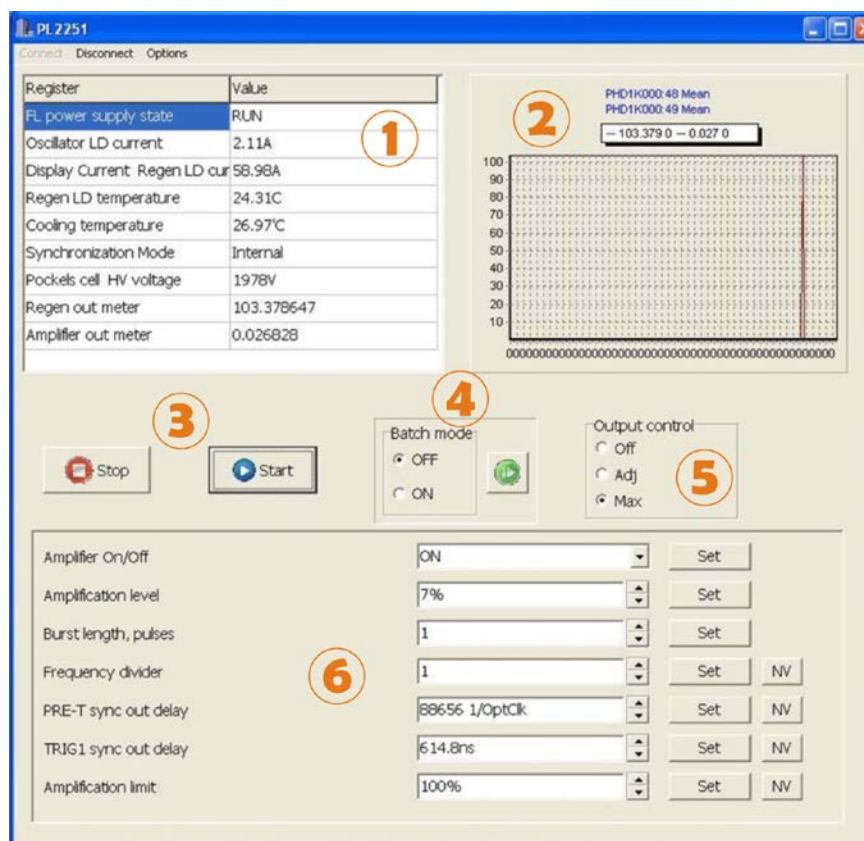 PL2251
Connect Disconnect Options
Register Value
FL power supply state RUN
Oscillator LD current 2.11A
Display Current Regen LD cur 58.98A
Regen LD temperature 24.31C
Cooling temperature 26.97°C
Synchronization Mode Internal
Pockels cell HV voltage 1978V
Regen out meter 103.378647
Amplifier out meter 0.026828
1
2
PHD1K000:48 Mean
PHD1K000:49 Mean
— 103.379 0 — 0.027 0
100
90
80
70
60
50
40
30
20
10
3
Stop
Start
4
Batch mode
OFF
ON
Output control
Off
Adj
Max
5
Amplifier On/Off ON Set
Amplification level 7% Set
Burst length, pulses 1 Set
6
Frequency divider 1 Set NV
PRE-T sync out delay 88656 1/OptClk Set NV
TRIG1 sync out delay 614.8ns Set NV
Amplification limit 100% Set NV